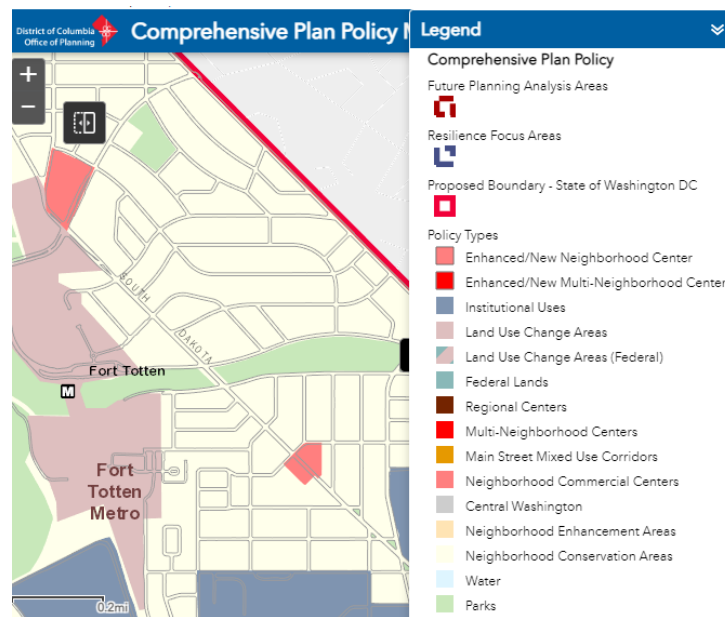 District of Columbia
Office of Planning
Comprehensive Plan Policy M
Legend
+
−
Comprehensive Plan Policy
Future Planning Analysis Areas
Resilience Focus Areas
Proposed Boundary - State of Washington DC
Policy Types
Enhanced/New Neighborhood Center
Enhanced/New Multi-Neighborhood Center
Institutional Uses
Land Use Change Areas
Land Use Change Areas (Federal)
Federal Lands
Regional Centers
Multi-Neighborhood Centers
Main Street Mixed Use Corridors
Neighborhood Commercial Centers
Central Washington
Neighborhood Enhancement Areas
Neighborhood Conservation Areas
Water
Parks
SOUTH
DAKOTA
Fort Totten
M
Fort
Totten
Metro
0.2mi